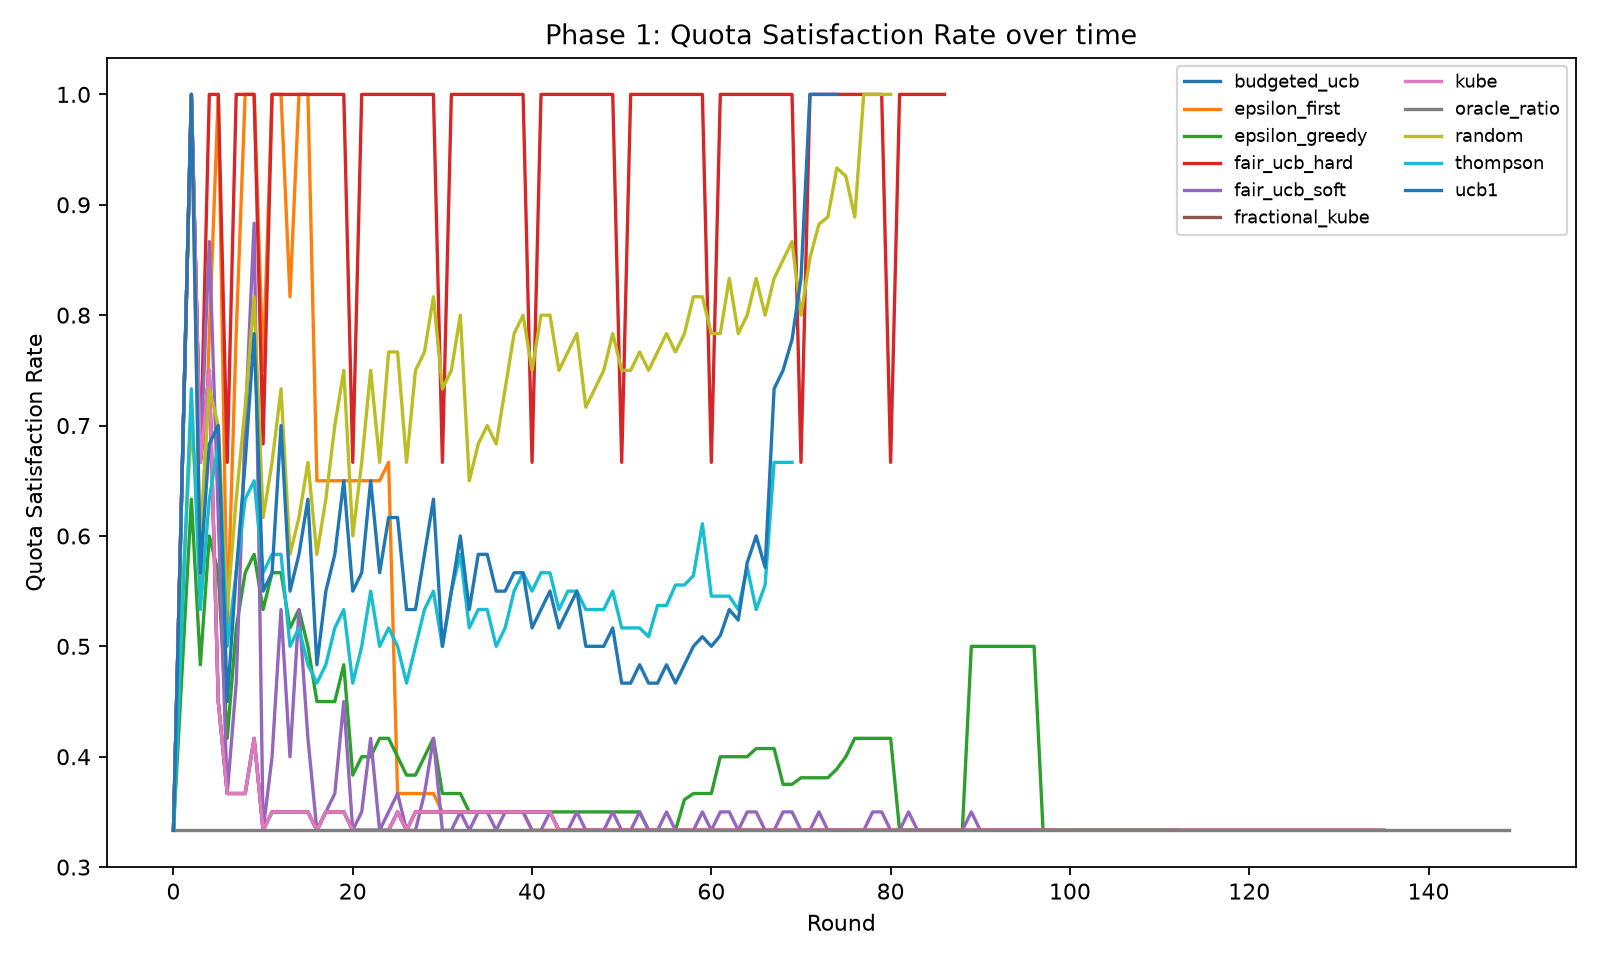 Phase 1: Quota Satisfaction Rate over time
Quota Satisfaction Rate
1.0
0.9
0.8
0.7
0.6
0.5
0.4
0.3
budgeted_ucb
epsilon_first
epsilon_greedy
fair_ucb_hard
fair_ucb_soft
fractional_kube
kube
oracle_ratio
random
thompson
ucb1
0 20 40 60 80 100 120 140
Round